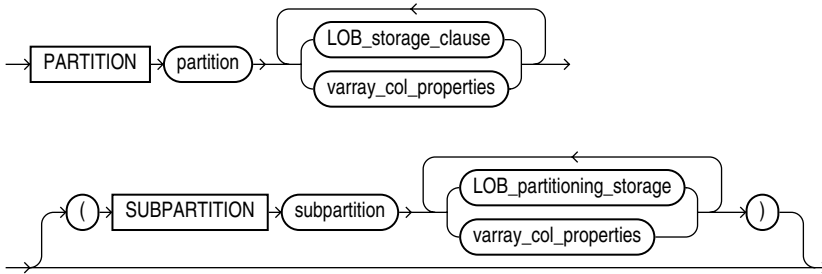 LOB_storage_clause
PARTITION partition
varray_col_properties
LOB_partitioning_storage
( SUBPARTITION subpartition )
varray_col_properties